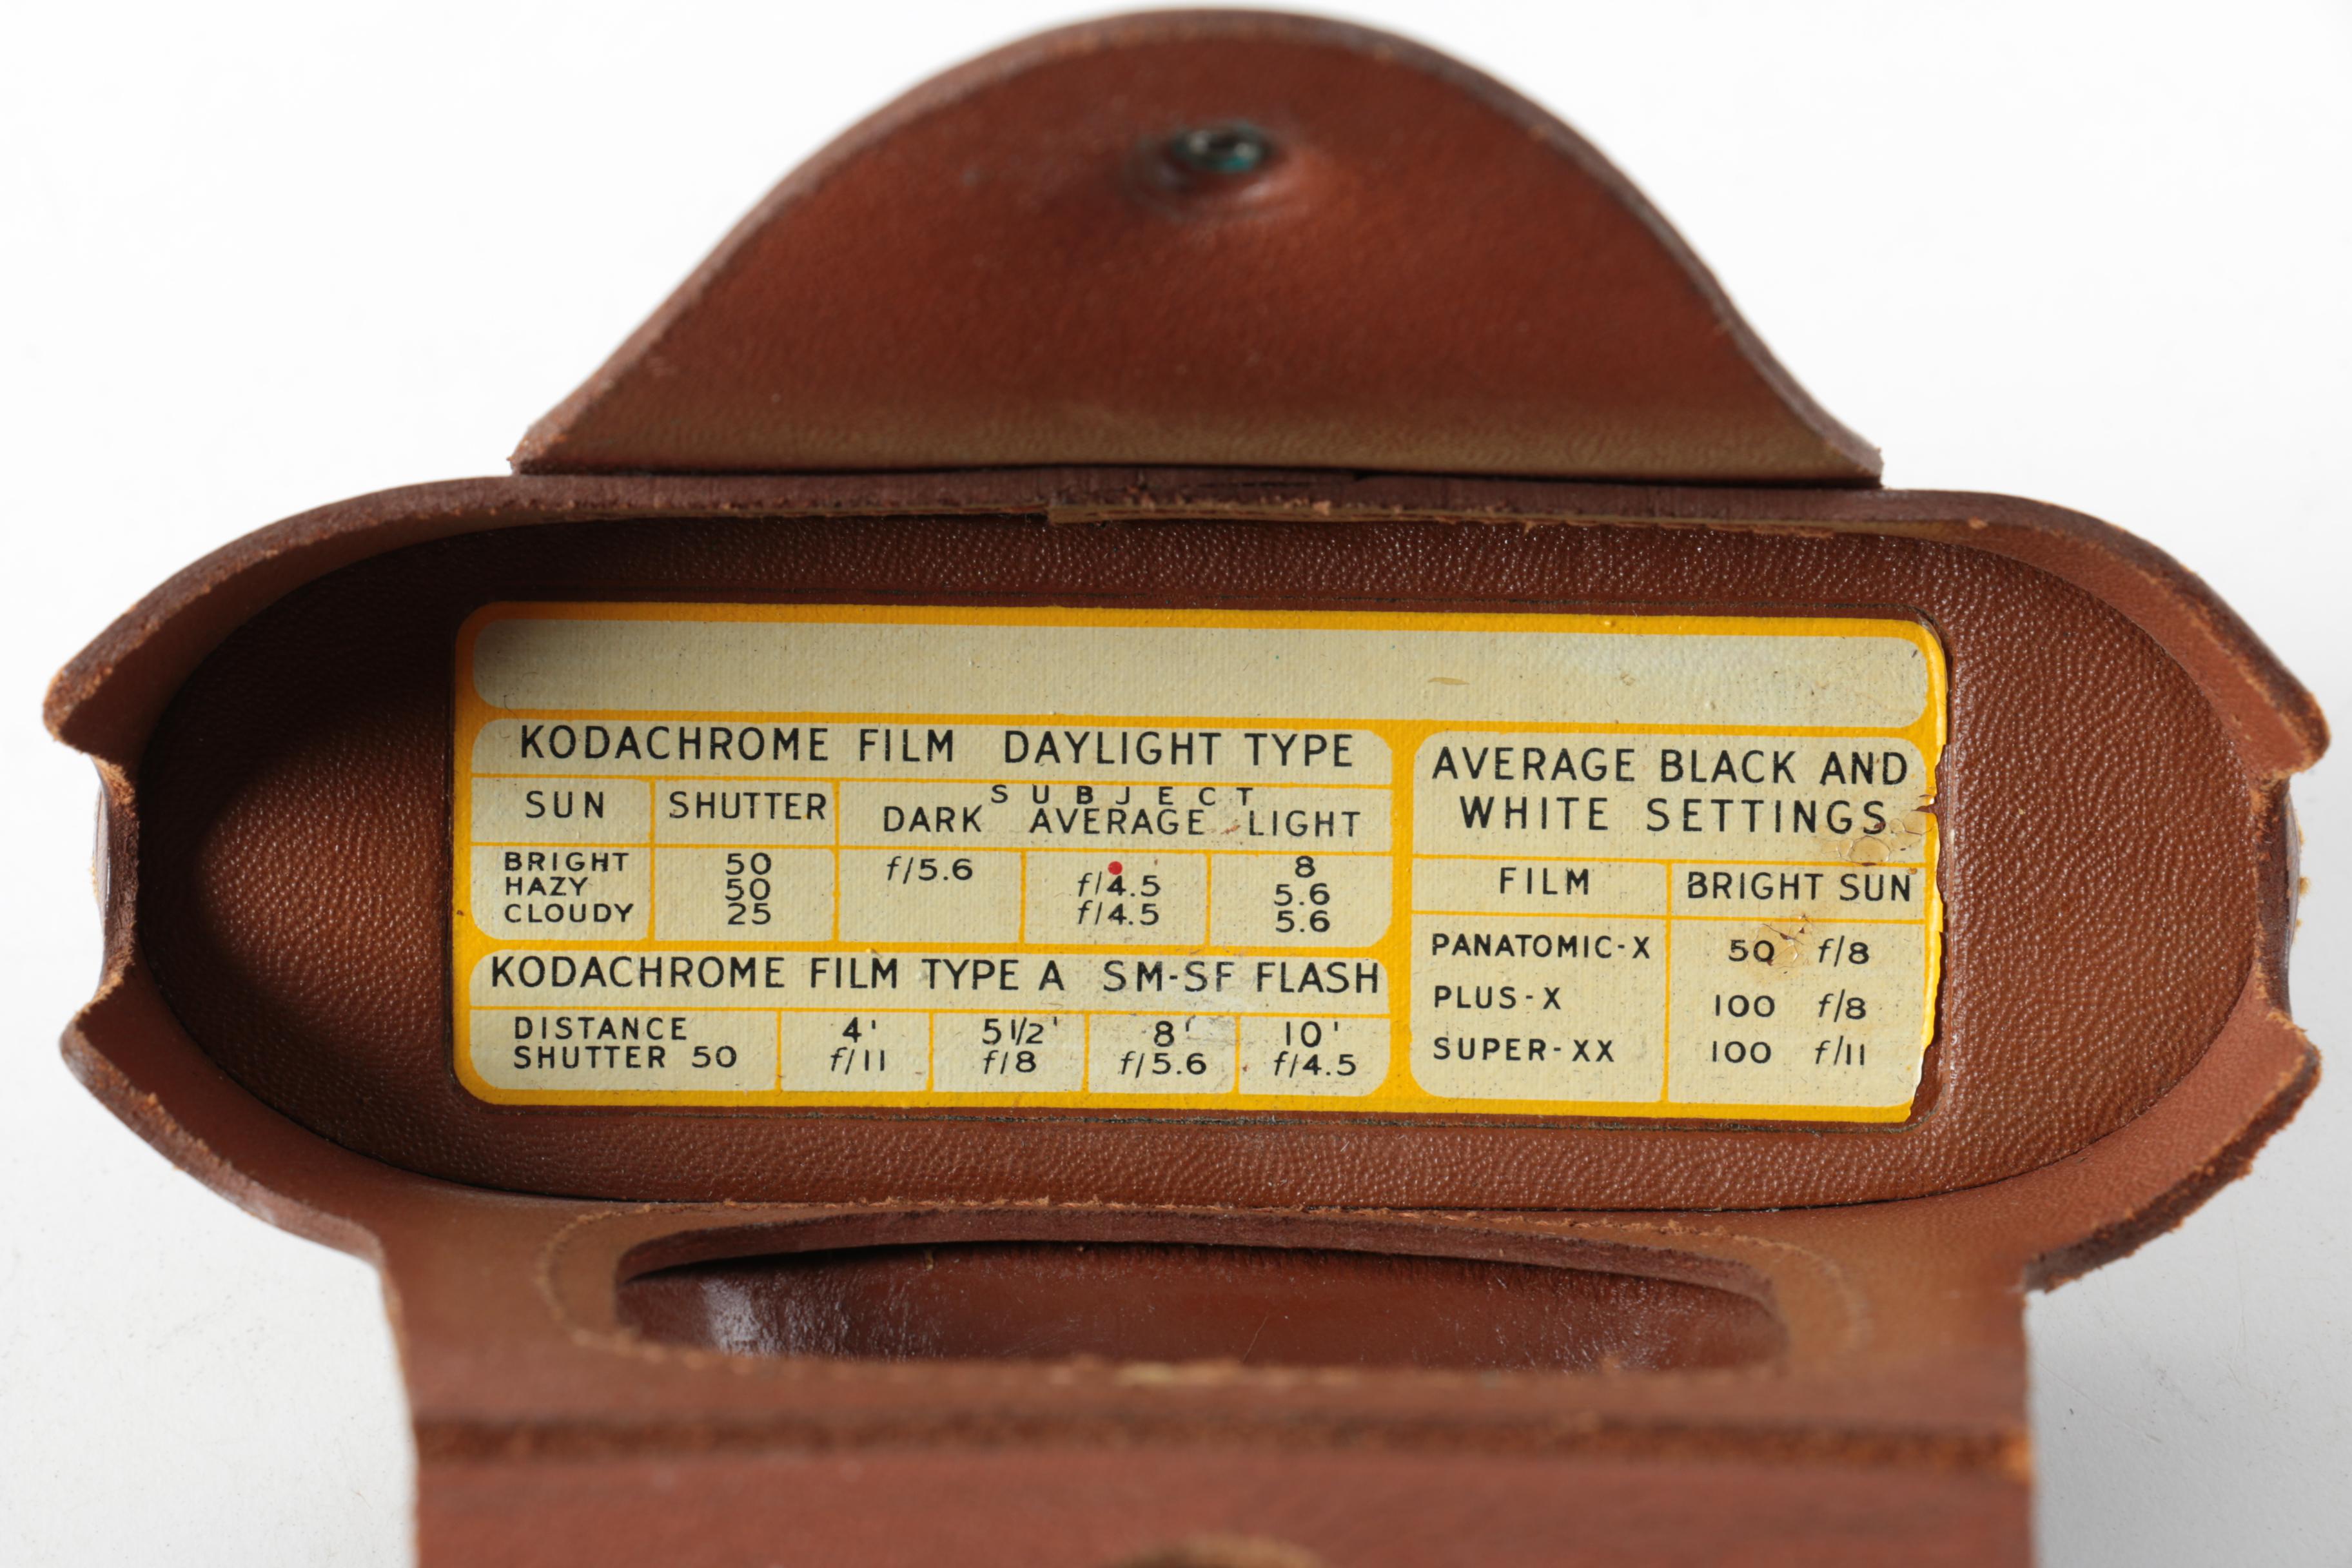 KODACHROME FILM DAYLIGHT TYPE
SUN SHUTTER SUBJECT
DARK AVERAGE LIGHT
BRIGHT 50 f/5.6 8
HAZY 50 f/4.5 5.6
CLOUDY 25 f/4.5 5.6
KODACHROME FILM TYPE A SM-SF FLASH
DISTANCE 4' 5 1/2' 8' 10'
SHUTTER 50 f/11 f/8 f/5.6 f/4.5
AVERAGE BLACK AND
WHITE SETTINGS
FILM BRIGHT SUN
PANATOMIC-X 50 f/8
PLUS-X 100 f/8
SUPER-XX 100 f/11